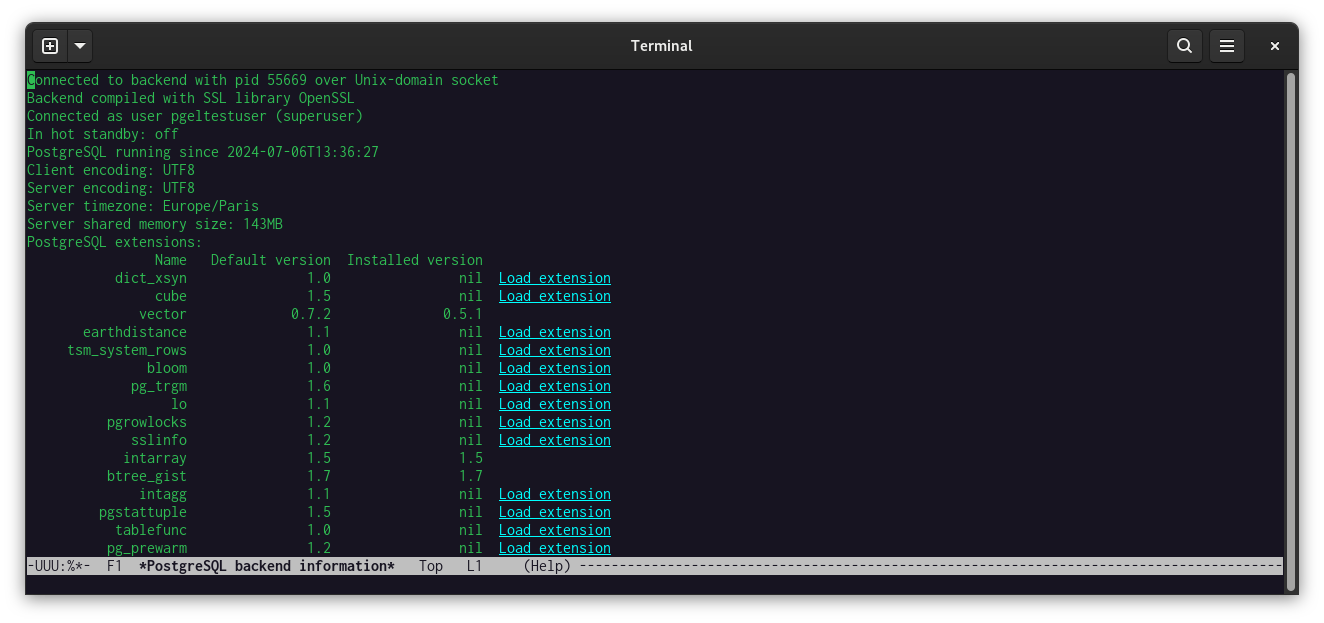 Terminal
Connected to backend with pid 55669 over Unix-domain socket
Backend compiled with SSL library OpenSSL
Connected as user pgeltestuser (superuser)
In hot standby: off
PostgreSQL running since 2024-07-06T13:36:27
Client encoding: UTF8
Server encoding: UTF8
Server timezone: Europe/Paris
Server shared memory size: 143MB
PostgreSQL extensions:
Name Default version Installed version
dict_xsyn 1.0 nil Load extension
cube 1.5 nil Load extension
vector 0.7.2 0.5.1
earthdistance 1.1 nil Load extension
tsm_system_rows 1.0 nil Load extension
bloom 1.0 nil Load extension
pg_trgm 1.6 nil Load extension
lo 1.1 nil Load extension
pgrowlocks 1.2 nil Load extension
sslinfo 1.2 nil Load extension
intarray 1.5 1.5
btree_gist 1.7 1.7
intagg 1.1 nil Load extension
pgstattuple 1.5 nil Load extension
tablefunc 1.0 nil Load extension
pg_prewarm 1.2 nil Load extension
-UUU:%*- F1 *PostgreSQL backend information* Top L1 (Help) ----------------------------------------------------------------------------------------